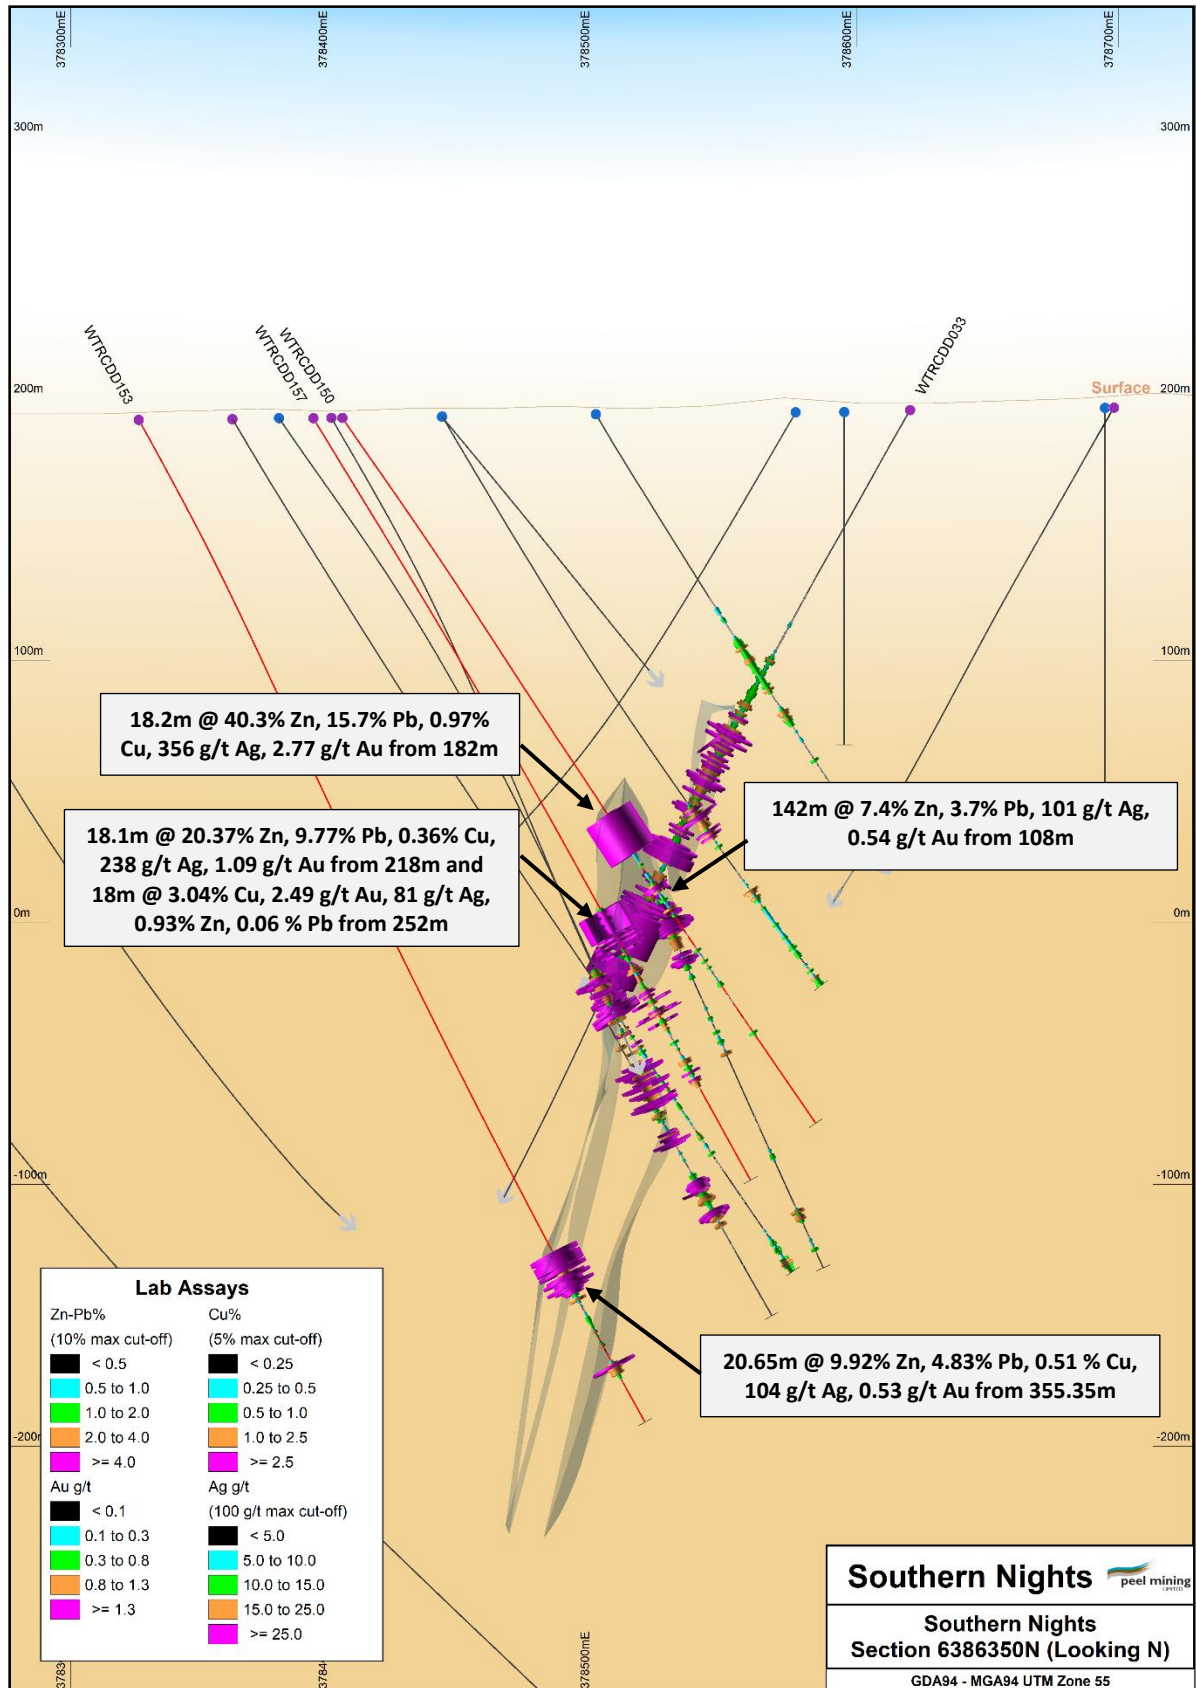 378300mE
378400mE
378500mE
378600mE
378700mE
300m
300m
WTRCDD153
WTRCDD157
WTRCDD150
WTRCDD033
200m
Surface
200m
100m
100m
18.2m @ 40.3% Zn, 15.7% Pb, 0.97%
Cu, 356 g/t Ag, 2.77 g/t Au from 182m
142m @ 7.4% Zn, 3.7% Pb, 101 g/t Ag,
0.54 g/t Au from 108m
18.1m @ 20.37% Zn, 9.77% Pb, 0.36% Cu,
238 g/t Ag, 1.09 g/t Au from 218m and
18m @ 3.04% Cu, 2.49 g/t Au, 81 g/t Ag,
0.93% Zn, 0.06 % Pb from 252m
0m
0m
-100m
-100m
20.65m @ 9.92% Zn, 4.83% Pb, 0.51 % Cu,
104 g/t Ag, 0.53 g/t Au from 355.35m
-200m
Lab Assays
Zn-Pb%
(10% max cut-off)
< 0.5
0.5 to 1.0
1.0 to 2.0
2.0 to 4.0
>= 4.0
Cu%
(5% max cut-off)
< 0.25
0.25 to 0.5
0.5 to 1.0
1.0 to 2.5
>= 2.5
Au g/t
< 0.1
0.1 to 0.3
0.3 to 0.8
0.8 to 1.3
>= 1.3
Ag g/t
(100 g/t max cut-off)
< 5.0
5.0 to 10.0
10.0 to 15.0
15.0 to 25.0
>= 25.0
-200
3783
3784
378500mE
Southern Nights
peel mining
LIMITED
Southern Nights
Section 6386350N (Looking N)
GDA94 - MGA94 UTM Zone 55